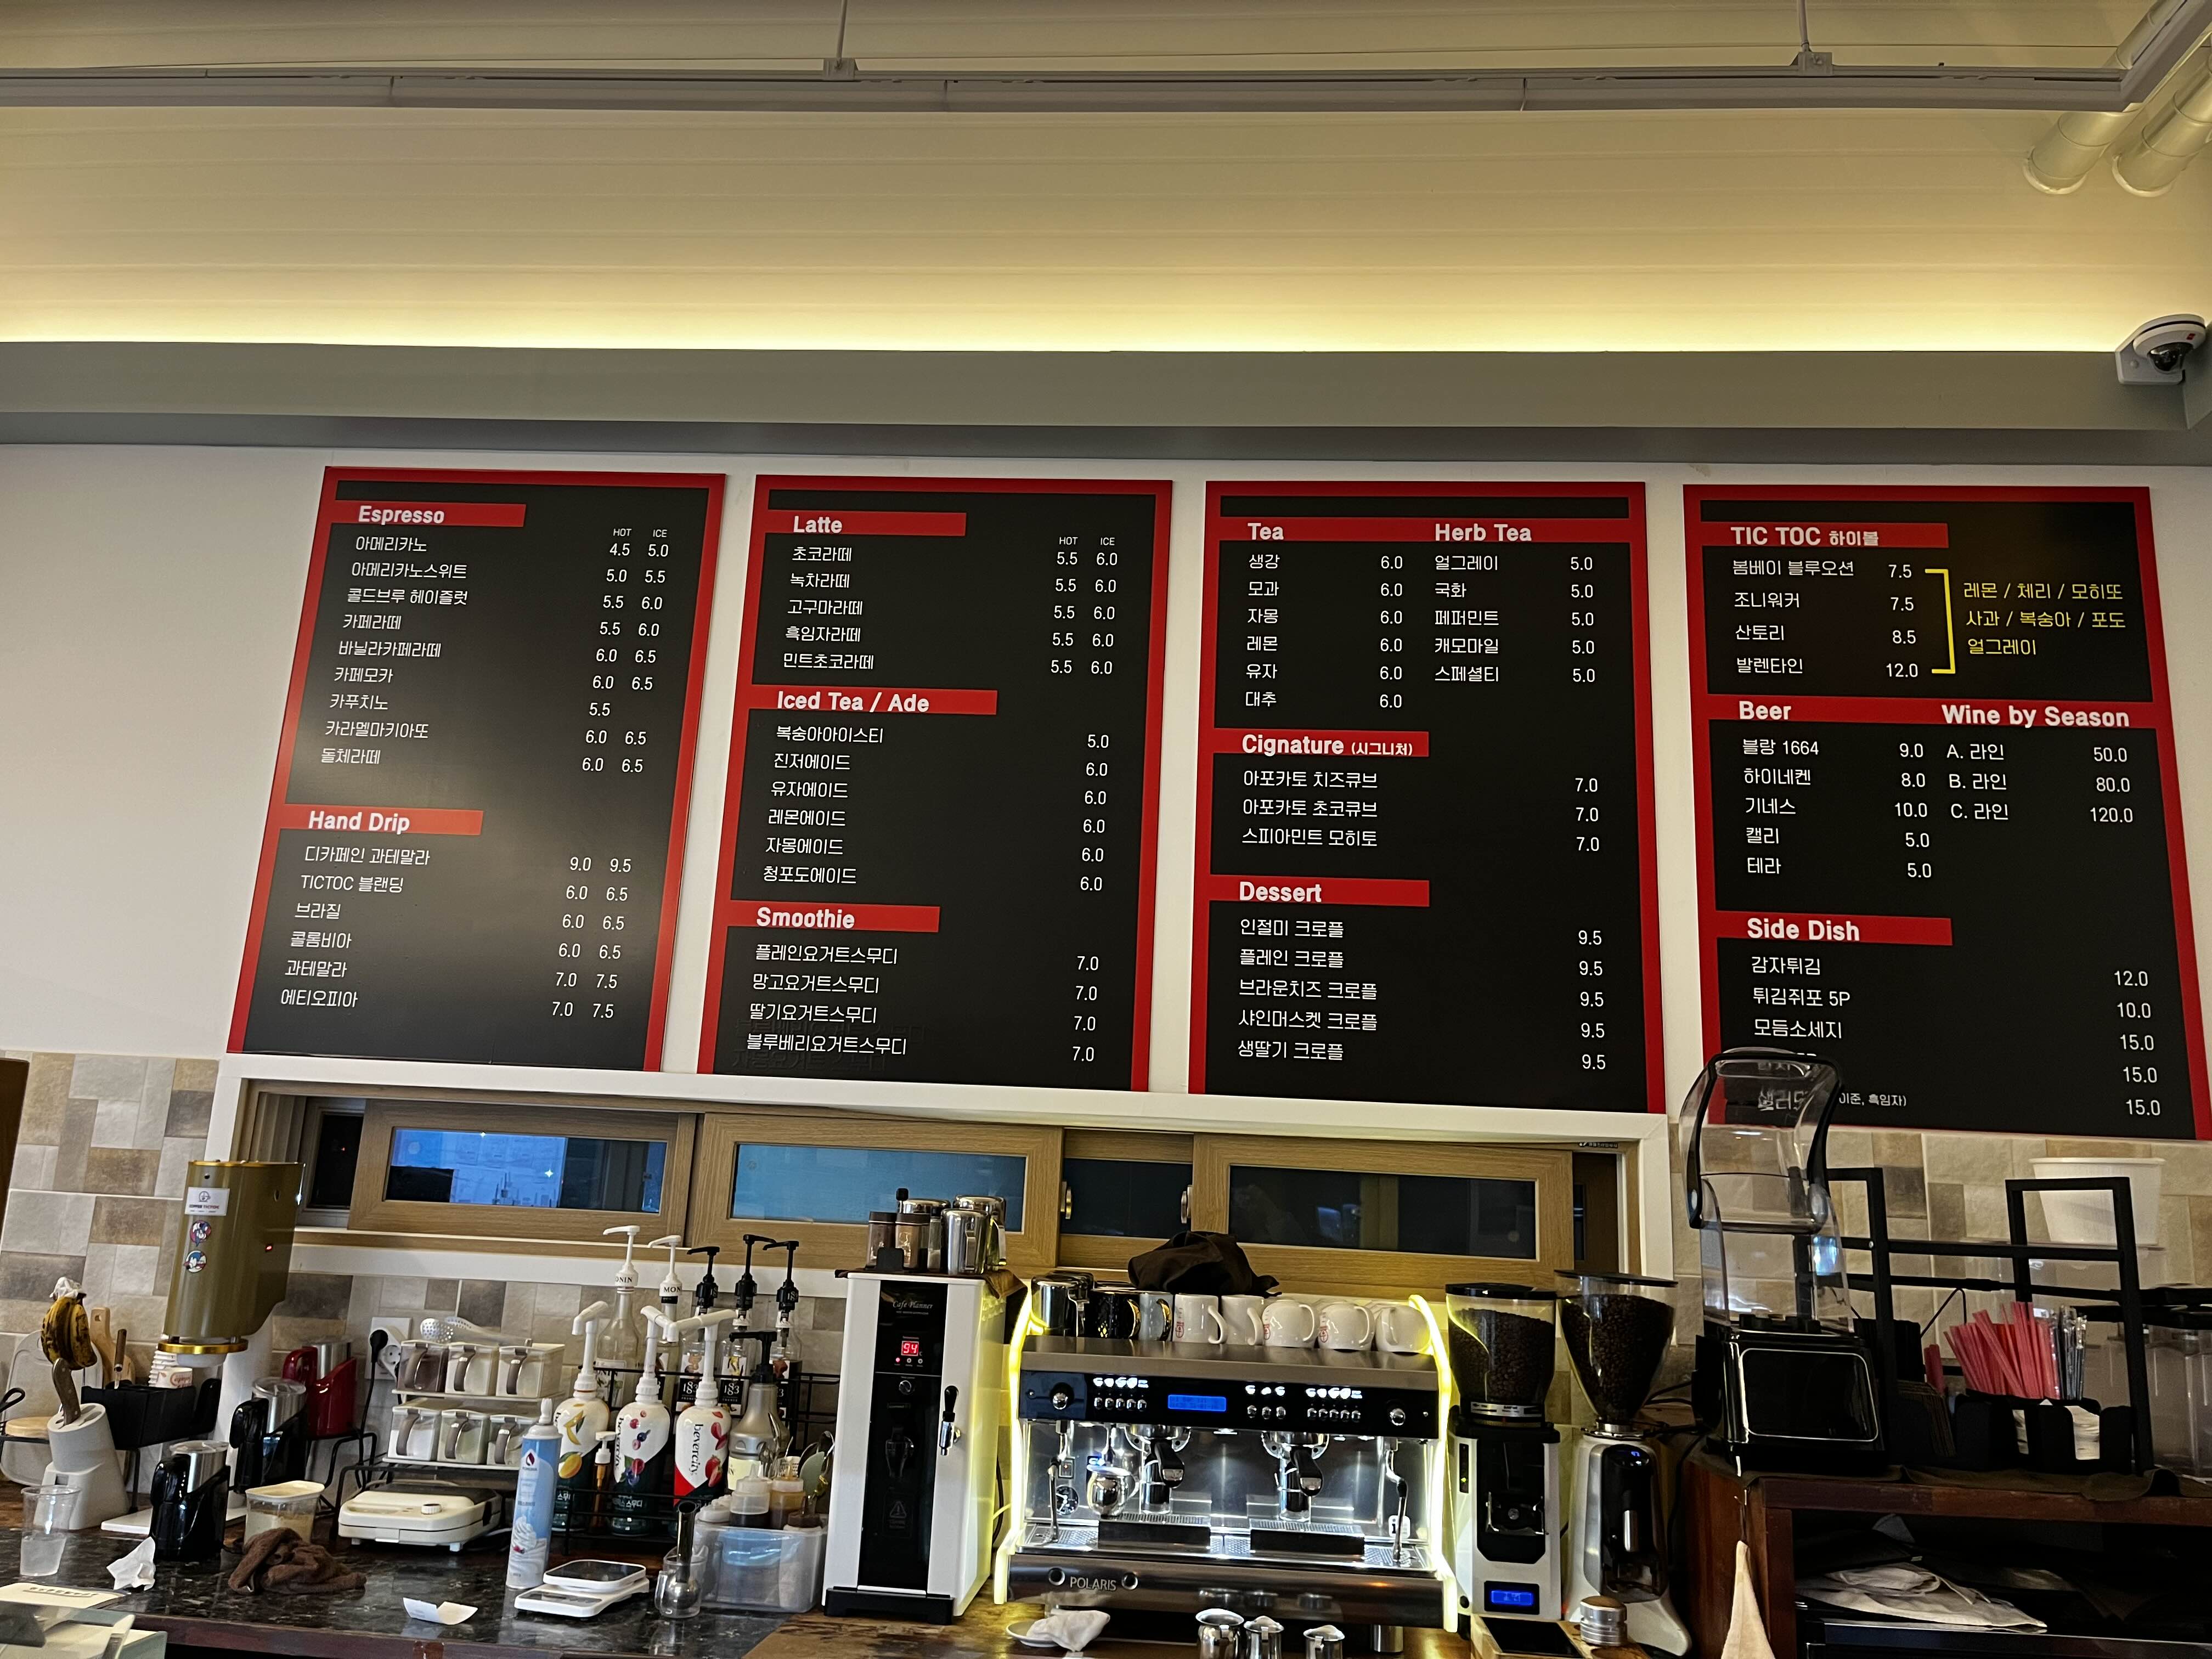 Espresso
HOT ICE
아메리카노 4.5 5.0
아메리카노스위트 5.0 5.5
콜드브루 헤이즐럿 5.5 6.0
카페라떼 5.5 6.0
바닐라카페라떼 6.0 6.5
카페모카 6.0 6.5
카푸치노 5.5
카라멜마키아또 6.0 6.5
돌체라떼 6.0 6.5
Hand Drip
디카페인 과테말라 9.0 9.5
TICTOC 블랜딩 6.0 6.5
브라질 6.0 6.5
콜롬비아 6.0 6.5
과테말라 7.0 7.5
에티오피아 7.0 7.5
Latte
HOT ICE
초코라떼 5.5 6.0
녹차라떼 5.5 6.0
고구마라떼 5.5 6.0
흑임자라떼 5.5 6.0
민트초코라떼 5.5 6.0
Iced Tea / Ade
복숭아아이스티 5.0
진저에이드 6.0
유자에이드 6.0
레몬에이드 6.0
자몽에이드 6.0
청포도에이드 6.0
Smoothie
플레인요거트스무디 7.0
망고요거트스무디 7.0
딸기요거트스무디 7.0
블루베리요거트스무디 7.0
Tea
생강 6.0
모과 6.0
자몽 6.0
레몬 6.0
유자 6.0
대추 6.0
Herb Tea
얼그레이 5.0
국화 5.0
페퍼민트 5.0
캐모마일 5.0
스페셜티 5.0
Cignature (시그니처)
아포카토 치즈큐브 7.0
아포카토 초코큐브 7.0
스피아민트 모히토 7.0
Dessert
인절미 크로플 9.5
플레인 크로플 9.5
브라운치즈 크로플 9.5
샤인머스켓 크로플 9.5
생딸기 크로플 9.5
TIC TOC 하이볼
봄베이 블루오션 7.5
조니워커 7.5
산토리 8.5
발렌타인 12.0
레몬 / 체리 / 모히또
사과 / 복숭아 / 포도
얼그레이
Beer
블랑 1664 9.0
하이네켄 8.0
기네스 10.0
캘리 5.0
테라 5.0
Wine by Season
A. 라인 50.0
B. 라인 80.0
C. 라인 120.0
Side Dish
감자튀김 12.0
튀김쥐포 5P 10.0
모듬소세지 15.0
15.0
흑임자) 15.0
Cafe Planner
94
POLARIS
183
183
bevercity